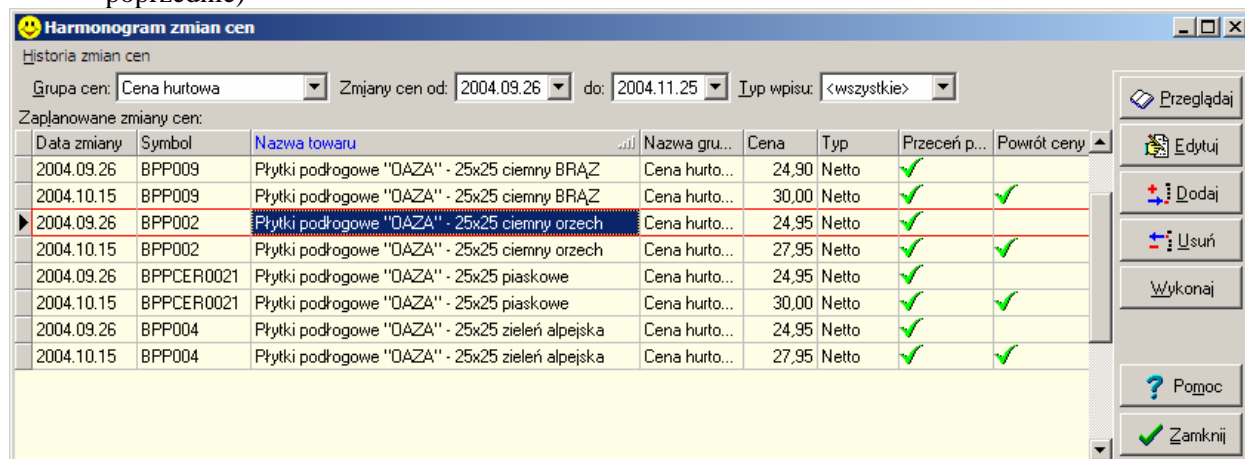 poprzednie)
Harmonogram zmian cen
Historia zmian cen
Grupa cen: Cena hurtowa Zmiany cen od: 2004.09.26 do: 2004.11.25 Typ wpisu: <wszystkie>
Przeglądaj
Zaplanowane zmiany cen:
Data zmiany Symbol Nazwa towaru Nazwa gru... Cena Typ Przeceń p... Powrót ceny
Edytuj
2004.09.26 BPP009 Płytki podłogowe "OAZA" - 25x25 ciemny BRĄZ Cena hurto... 24,90 Netto
2004.10.15 BPP009 Płytki podłogowe "OAZA" - 25x25 ciemny BRĄZ Cena hurto... 30,00 Netto
Dodaj
2004.09.26 BPP002 Płytki podłogowe "OAZA" - 25x25 ciemny orzech Cena hurto... 24,95 Netto
2004.10.15 BPP002 Płytki podłogowe "OAZA" - 25x25 ciemny orzech Cena hurto... 27,95 Netto
Usuń
2004.09.26 BPPCER0021 Płytki podłogowe "OAZA" - 25x25 piaskowe Cena hurto... 24,95 Netto
2004.10.15 BPPCER0021 Płytki podłogowe "OAZA" - 25x25 piaskowe Cena hurto... 30,00 Netto
Wykonaj
2004.09.26 BPP004 Płytki podłogowe "OAZA" - 25x25 zieleń alpejska Cena hurto... 24,95 Netto
2004.10.15 BPP004 Płytki podłogowe "OAZA" - 25x25 zieleń alpejska Cena hurto... 27,95 Netto
Pomoc
Zamknij